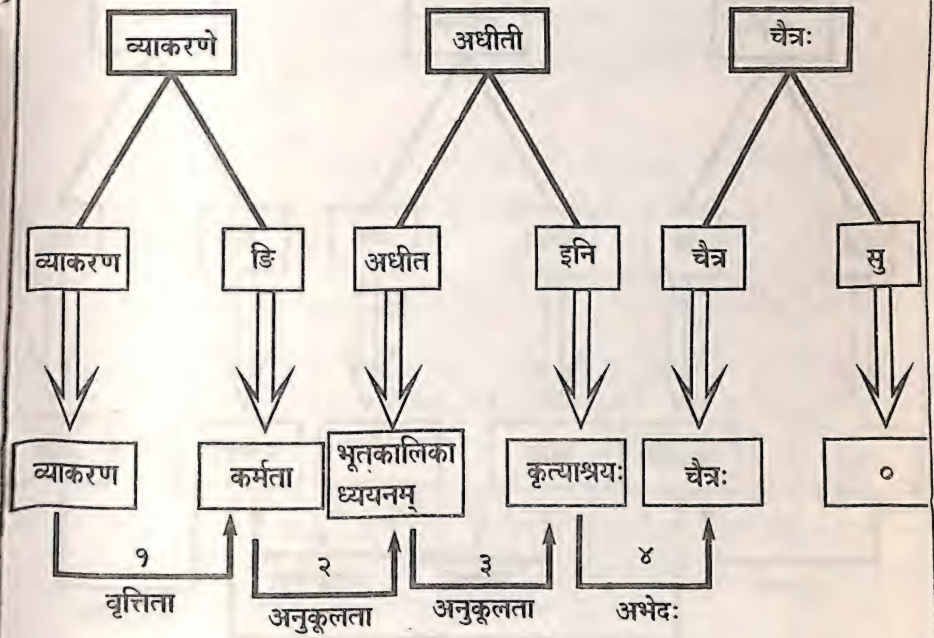 व्याकरणे अधीती चैत्रः
व्याकरण ङि अधीत इनि चैत्र सु
व्याकरण कर्मता भूत्कालिका कृत्याश्रयः चैत्रः ०
ध्ययनम्
१ २ ३ ४
वृत्तिता अनुकूलता अनुकूलता अभेदः